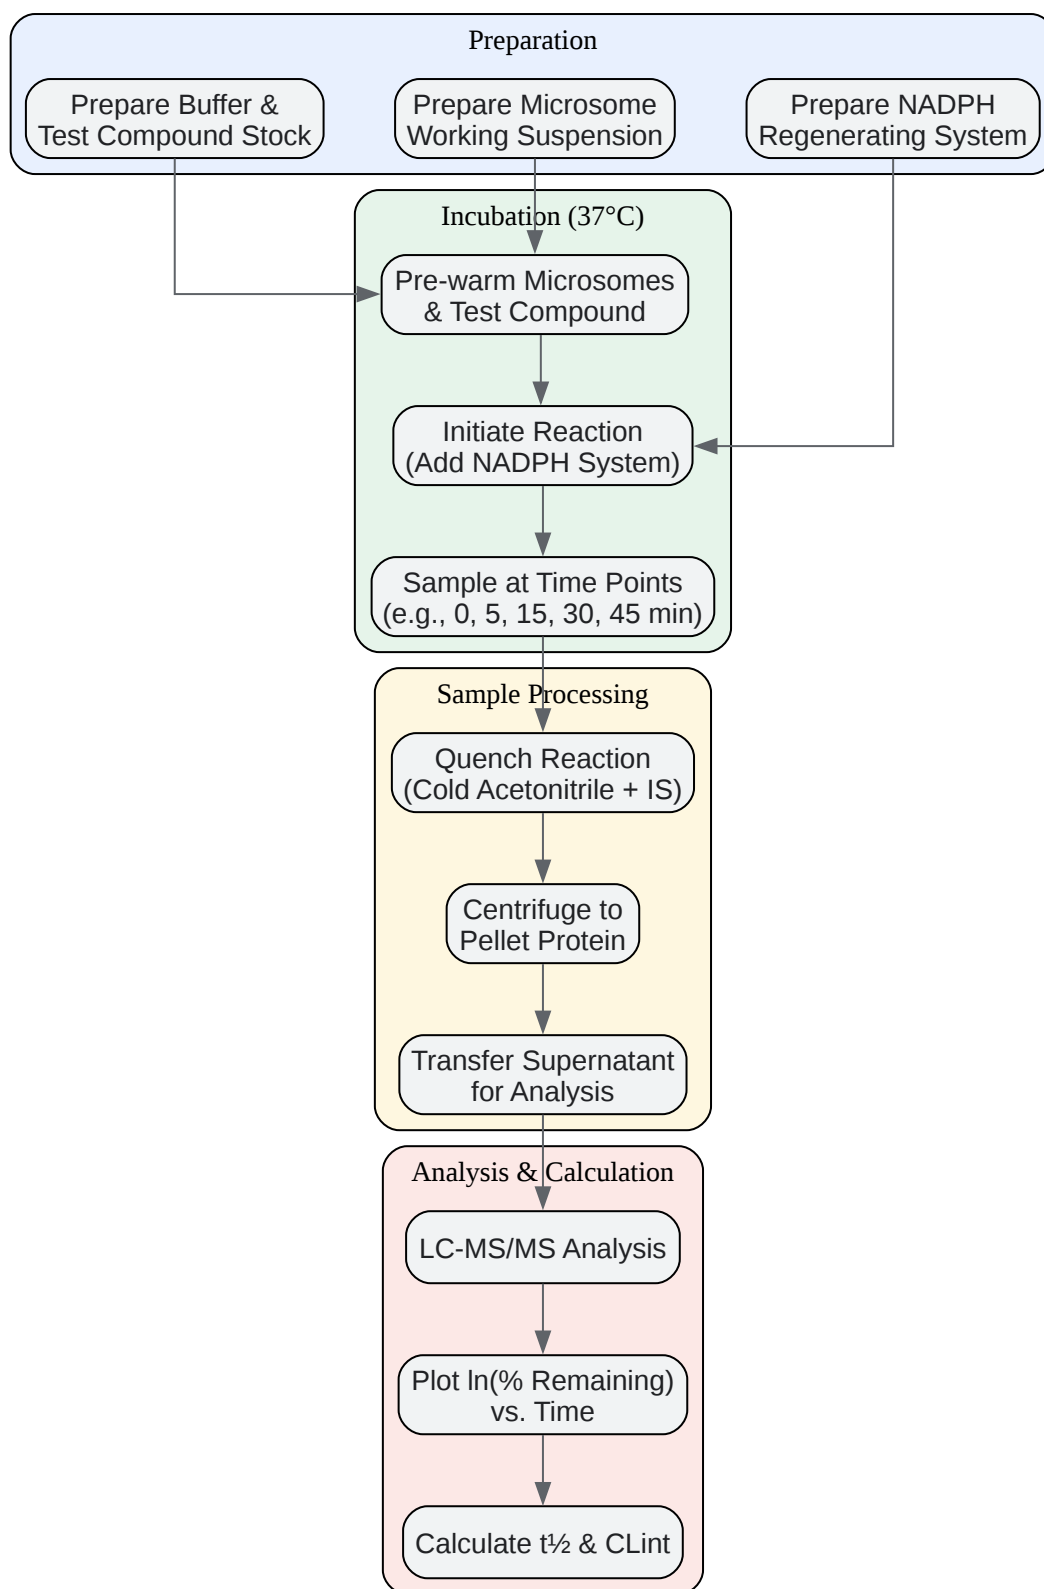 Preparation
Prepare Buffer &
Test Compound Stock
Prepare Microsome
Working Suspension
Prepare NADPH
Regenerating System
Incubation (37°C)
Pre-warm Microsomes
& Test Compound
Initiate Reaction
(Add NADPH System)
Sample at Time Points
(e.g., 0, 5, 15, 30, 45 min)
Sample Processing
Quench Reaction
(Cold Acetonitrile + IS)
Centrifuge to
Pellet Protein
Transfer Supernatant
for Analysis
Analysis & Calculation
LC-MS/MS Analysis
Plot ln(% Remaining)
vs. Time
Calculate t½ & CLint